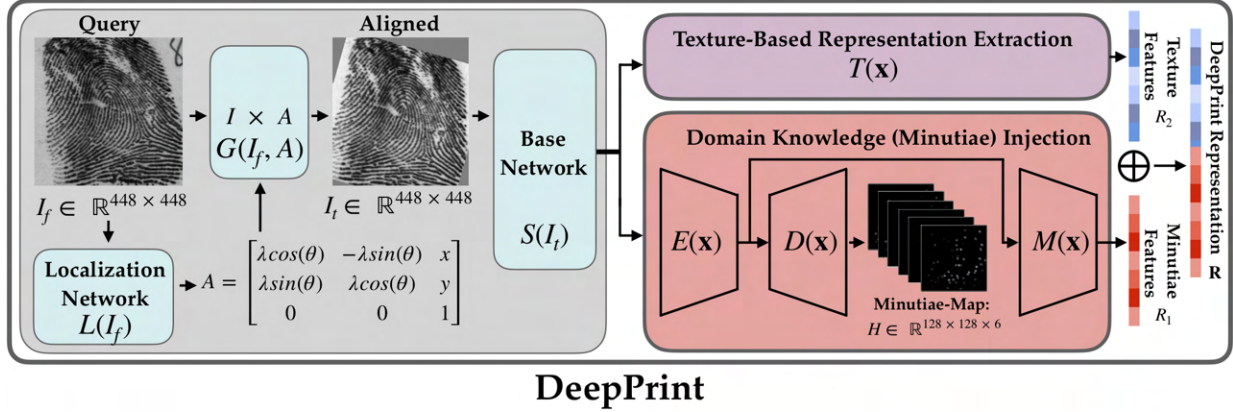 Query
Aligned
8
I × A
G(I_f, A)
I_f ∈ ℝ^{448 × 448}
I_t ∈ ℝ^{448 × 448}
Localization
Network
L(I_f)
A = [λcos(θ) −λsin(θ) x
λsin(θ) λcos(θ) y
0 0 1]
Base
Network
S(I_t)
Texture-Based Representation Extraction
T(x)
Domain Knowledge (Minutiae) Injection
E(x)
D(x)
M(x)
Minutiae-Map:
H ∈ ℝ^{128 × 128 × 6}
Texture
Features
R_2
⊕
Minutiae
Features
R_1
DeepPrint Representation R
DeepPrint